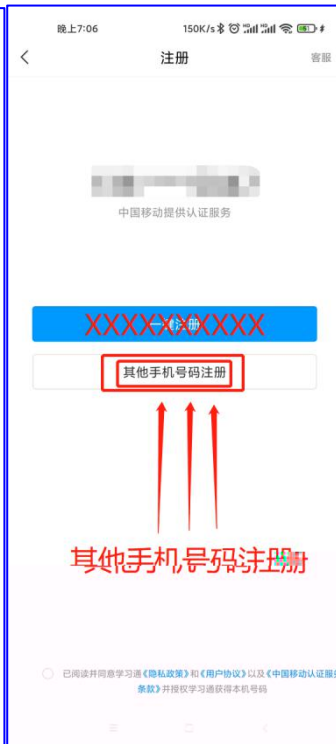 晚上7:06 150K/s
注册 客服
中国移动提供认证服务
XXXXXXXXXX
一键注册
其他手机号码注册
其他手机号码注册
已阅读并同意学习通《隐私政策》和《用户协议》以及《中国移动认证服务
条款》并授权学习通获得本机号码